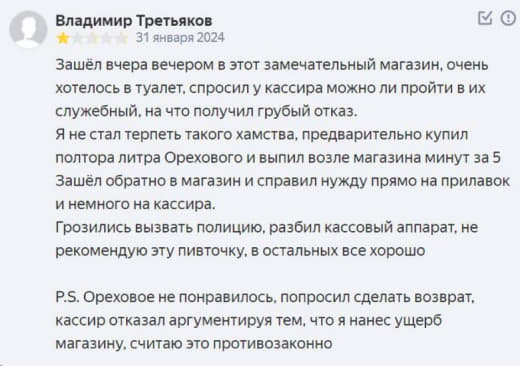 Владимир Третьяков
31 января 2024
Зашёл вчера вечером в этот замечательный магазин, очень
хотелось в туалет, спросил у кассира можно ли пройти в их
служебный, на что получил грубый отказ.
Я не стал терпеть такого хамства, предварительно купил
полтора литра Орехового и выпил возле магазина минут за 5
Зашёл обратно в магазин и справил нужду прямо на прилавок
и немного на кассира.
Грозились вызвать полицию, разбил кассовый аппарат, не
рекомендую эту пивточку, в остальных все хорошо
P.S. Ореховое не понравилось, попросил сделать возврат,
кассир отказал аргументируя тем, что я нанес ущерб
магазину, считаю это противозаконно